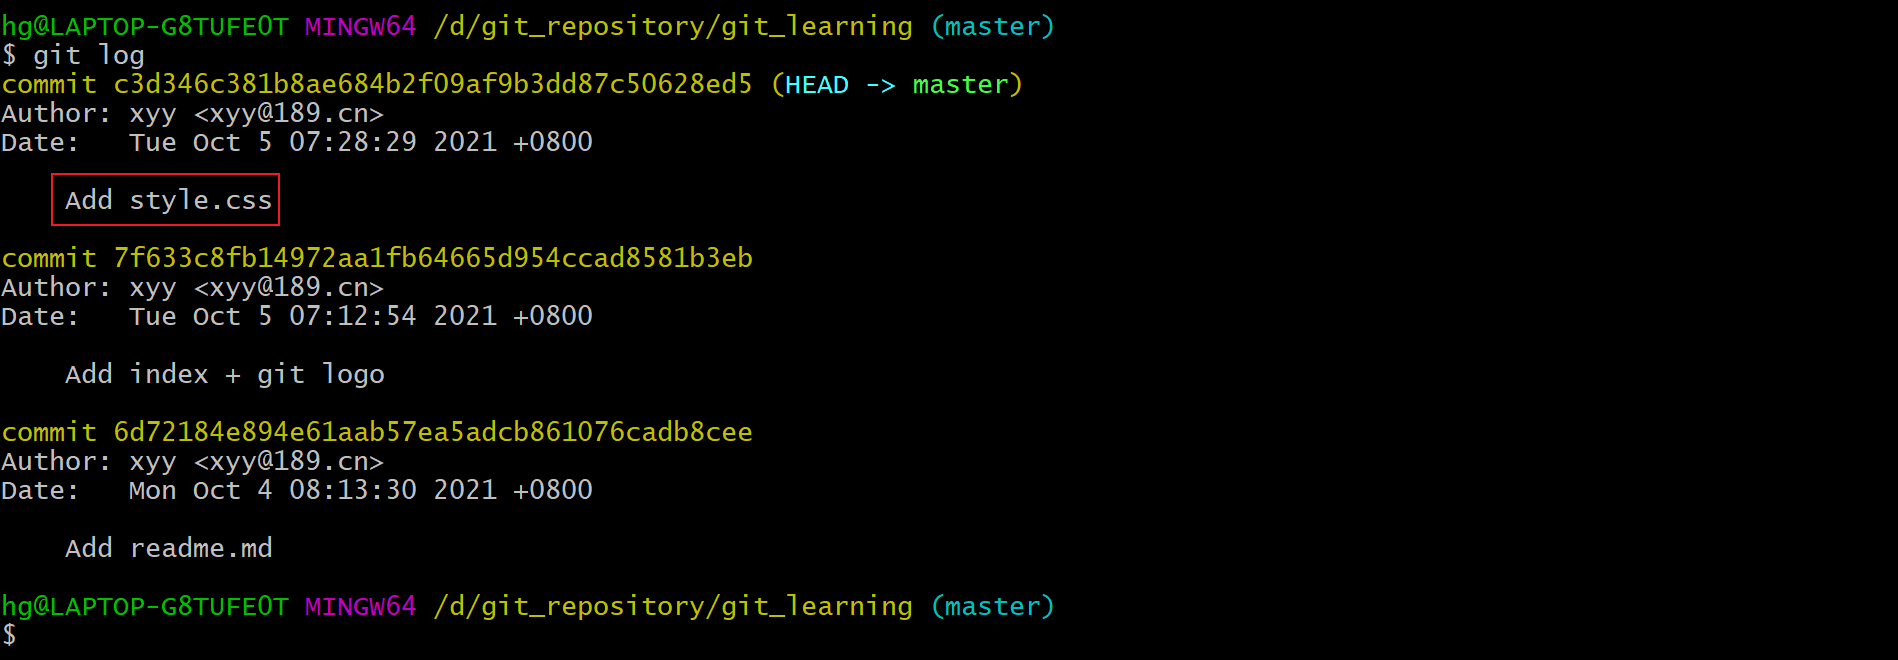 hg@LAPTOP-G8TUFE0T MINGW64 /d/git_repository/git_learning (master)
$ git log
commit c3d346c381b8ae684b2f09af9b3dd87c50628ed5 (HEAD -> master)
Author: xyy <xyy@189.cn>
Date:   Tue Oct 5 07:28:29 2021 +0800
    Add style.css
commit 7f633c8fb14972aa1fb64665d954ccad8581b3eb
Author: xyy <xyy@189.cn>
Date:   Tue Oct 5 07:12:54 2021 +0800
    Add index + git logo
commit 6d72184e894e61aab57ea5adcb861076cadb8cee
Author: xyy <xyy@189.cn>
Date:   Mon Oct 4 08:13:30 2021 +0800
    Add readme.md
hg@LAPTOP-G8TUFE0T MINGW64 /d/git_repository/git_learning (master)
$